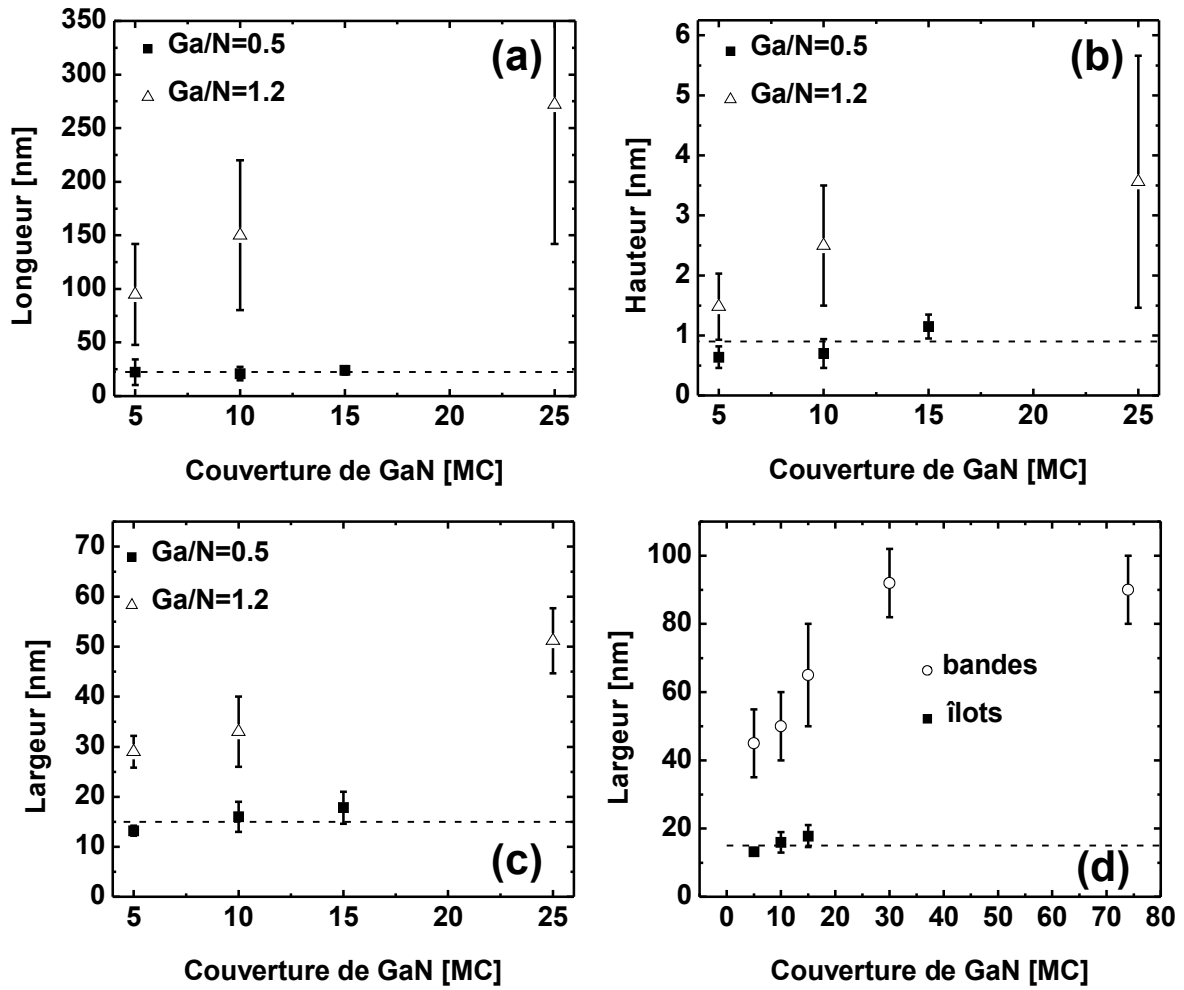 (a)
Ga/N=0.5
Ga/N=1.2
Longueur [nm]
350
300
250
200
150
100
50
0
5
10
15
20
25
Couverture de GaN [MC]
(b)
Ga/N=0.5
Ga/N=1.2
Hauteur [nm]
6
5
4
3
2
1
0
5
10
15
20
25
Couverture de GaN [MC]
(c)
Ga/N=0.5
Ga/N=1.2
Largeur [nm]
70
60
50
40
30
20
10
0
5
10
15
20
25
Couverture de GaN [MC]
(d)
bandes
îlots
Largeur [nm]
100
80
60
40
20
0
0
10
20
30
40
50
60
70
80
Couverture de GaN [MC]